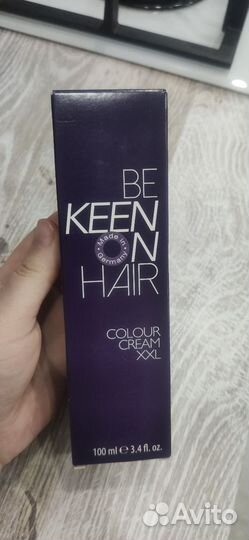 BE
KEEN
ON
Made in Germany
HAIR
COLOUR
CREAM
XXL
100 ml ℮ 3.4 fl. oz.
Avito